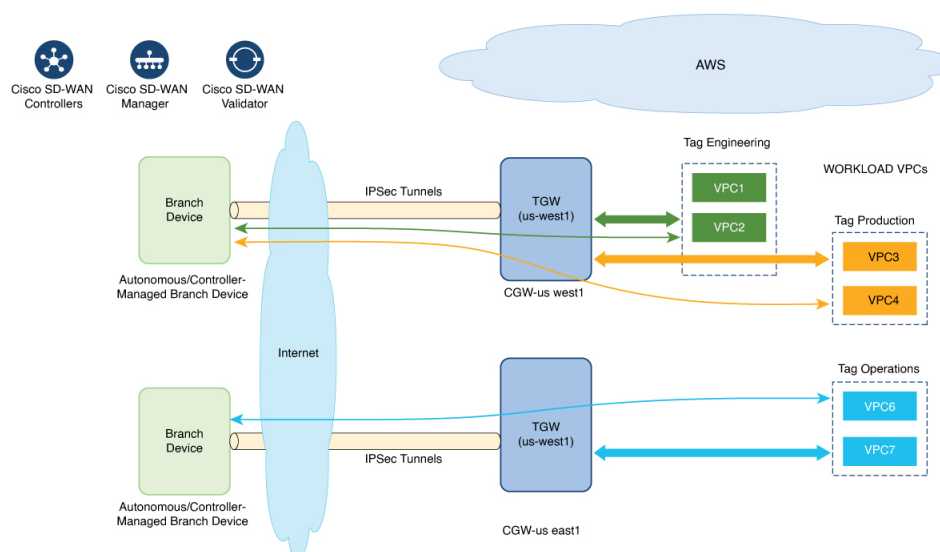 AWS
Cisco SD-WAN
Controllers
Cisco SD-WAN
Manager
Cisco SD-WAN
Validator
Tag Engineering
WORKLOAD VPCs
VPC1
VPC2
Tag Production
VPC3
VPC4
Branch
Device
IPSec Tunnels
TGW
(us-west1)
Autonomous/Controller-
Managed Branch Device
CGW-us west1
Internet
Tag Operations
VPC6
VPC7
Branch
Device
IPSec Tunnels
TGW
(us-west1)
Autonomous/Controller-
Managed Branch Device
CGW-us east1